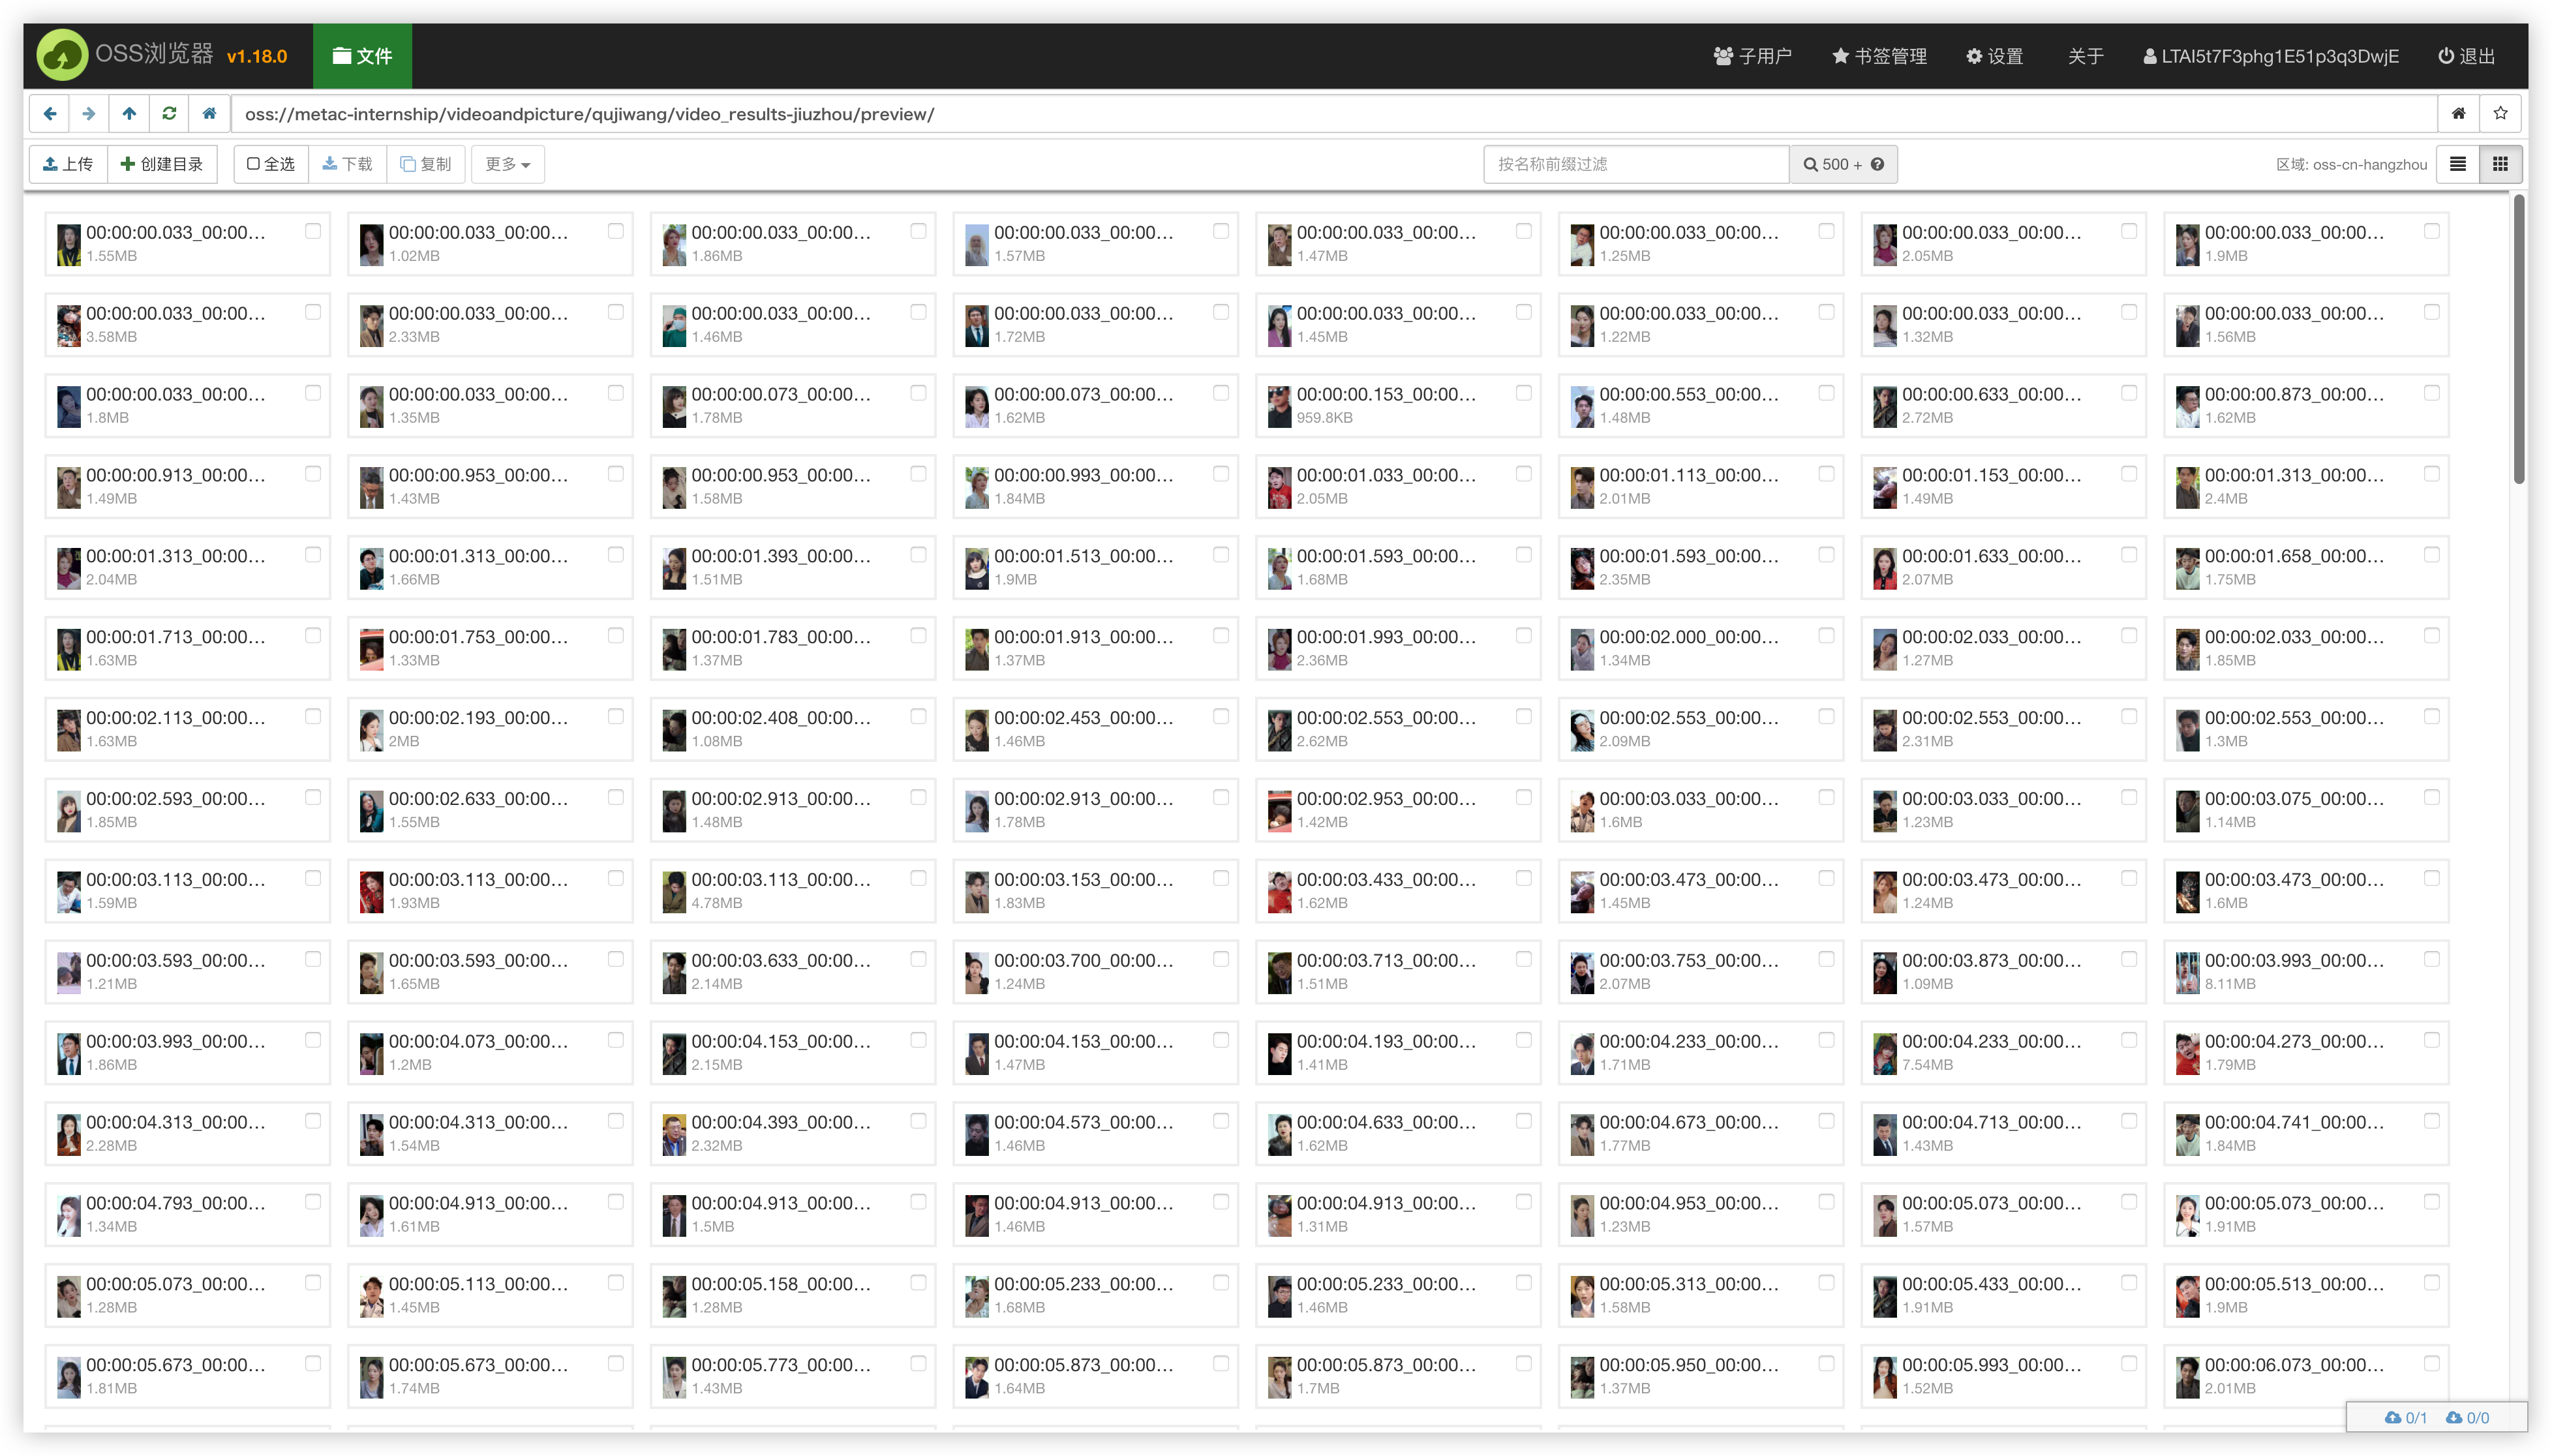 OSS浏览器 v1.18.0 文件 子用户 书签管理 设置 关于 LTAI5t7F3phg1E51p3q3DwjE 退出
oss://metac-internship/videoandpicture/qujiwang/video_results-jiuzhou/preview/
上传 创建目录 全选 下载 复制 更多 按名称前缀过滤 500 + 区域: oss-cn-hangzhou
00:00:00.033_00:00... 00:00:00.033_00:00... 00:00:00.033_00:00... 00:00:00.033_00:00... 00:00:00.033_00:00... 00:00:00.033_00:00... 00:00:00.033_00:00... 00:00:00.033_00:00...
1.55MB 1.02MB 1.86MB 1.57MB 1.47MB 1.25MB 2.05MB 1.9MB
00:00:00.033_00:00... 00:00:00.033_00:00... 00:00:00.033_00:00... 00:00:00.033_00:00... 00:00:00.033_00:00... 00:00:00.033_00:00... 00:00:00.033_00:00... 00:00:00.033_00:00...
3.58MB 2.33MB 1.46MB 1.72MB 1.45MB 1.22MB 1.32MB 1.56MB
00:00:00.033_00:00... 00:00:00.033_00:00... 00:00:00.073_00:00... 00:00:00.073_00:00... 00:00:00.153_00:00... 00:00:00.553_00:00... 00:00:00.633_00:00... 00:00:00.873_00:00...
1.8MB 1.35MB 1.78MB 1.62MB 959.8KB 1.48MB 2.72MB 1.62MB
00:00:00.913_00:00... 00:00:00.953_00:00... 00:00:00.953_00:00... 00:00:00.993_00:00... 00:00:01.033_00:00... 00:00:01.113_00:00... 00:00:01.153_00:00... 00:00:01.313_00:00...
1.49MB 1.43MB 1.58MB 1.84MB 2.05MB 2.01MB 1.49MB 2.4MB
00:00:01.313_00:00... 00:00:01.313_00:00... 00:00:01.393_00:00... 00:00:01.513_00:00... 00:00:01.593_00:00... 00:00:01.593_00:00... 00:00:01.633_00:00... 00:00:01.658_00:00...
2.04MB 1.66MB 1.51MB 1.9MB 1.68MB 2.35MB 2.07MB 1.75MB
00:00:01.713_00:00... 00:00:01.753_00:00... 00:00:01.783_00:00... 00:00:01.913_00:00... 00:00:01.993_00:00... 00:00:02.000_00:00... 00:00:02.033_00:00... 00:00:02.033_00:00...
1.63MB 1.33MB 1.37MB 1.37MB 2.36MB 1.34MB 1.27MB 1.85MB
00:00:02.113_00:00... 00:00:02.193_00:00... 00:00:02.408_00:00... 00:00:02.453_00:00... 00:00:02.553_00:00... 00:00:02.553_00:00... 00:00:02.553_00:00... 00:00:02.553_00:00...
1.63MB 2MB 1.08MB 1.46MB 2.62MB 2.09MB 2.31MB 1.3MB
00:00:02.593_00:00... 00:00:02.633_00:00... 00:00:02.913_00:00... 00:00:02.913_00:00... 00:00:02.953_00:00... 00:00:03.033_00:00... 00:00:03.033_00:00... 00:00:03.075_00:00...
1.85MB 1.55MB 1.48MB 1.78MB 1.42MB 1.6MB 1.23MB 1.14MB
00:00:03.113_00:00... 00:00:03.113_00:00... 00:00:03.113_00:00... 00:00:03.153_00:00... 00:00:03.433_00:00... 00:00:03.473_00:00... 00:00:03.473_00:00... 00:00:03.473_00:00...
1.59MB 1.93MB 4.78MB 1.83MB 1.62MB 1.45MB 1.24MB 1.6MB
00:00:03.593_00:00... 00:00:03.593_00:00... 00:00:03.633_00:00... 00:00:03.700_00:00... 00:00:03.713_00:00... 00:00:03.753_00:00... 00:00:03.873_00:00... 00:00:03.993_00:00...
1.21MB 1.65MB 2.14MB 1.24MB 1.51MB 2.07MB 1.09MB 8.11MB
00:00:03.993_00:00... 00:00:04.073_00:00... 00:00:04.153_00:00... 00:00:04.153_00:00... 00:00:04.193_00:00... 00:00:04.233_00:00... 00:00:04.233_00:00... 00:00:04.273_00:00...
1.86MB 1.2MB 2.15MB 1.47MB 1.41MB 1.71MB 7.54MB 1.79MB
00:00:04.313_00:00... 00:00:04.313_00:00... 00:00:04.393_00:00... 00:00:04.573_00:00... 00:00:04.633_00:00... 00:00:04.673_00:00... 00:00:04.713_00:00... 00:00:04.741_00:00...
2.28MB 1.54MB 2.32MB 1.46MB 1.62MB 1.77MB 1.43MB 1.84MB
00:00:04.793_00:00... 00:00:04.913_00:00... 00:00:04.913_00:00... 00:00:04.913_00:00... 00:00:04.913_00:00... 00:00:04.953_00:00... 00:00:05.073_00:00... 00:00:05.073_00:00...
1.34MB 1.61MB 1.5MB 1.46MB 1.31MB 1.23MB 1.57MB 1.91MB
00:00:05.073_00:00... 00:00:05.113_00:00... 00:00:05.158_00:00... 00:00:05.233_00:00... 00:00:05.233_00:00... 00:00:05.313_00:00... 00:00:05.433_00:00... 00:00:05.513_00:00...
1.28MB 1.45MB 1.28MB 1.68MB 1.46MB 1.58MB 1.91MB 1.9MB
00:00:05.673_00:00... 00:00:05.673_00:00... 00:00:05.773_00:00... 00:00:05.873_00:00... 00:00:05.873_00:00... 00:00:05.950_00:00... 00:00:05.993_00:00... 00:00:06.073_00:00...
1.81MB 1.74MB 1.43MB 1.64MB 1.7MB 1.37MB 1.52MB 2.01MB
0/1 0/0